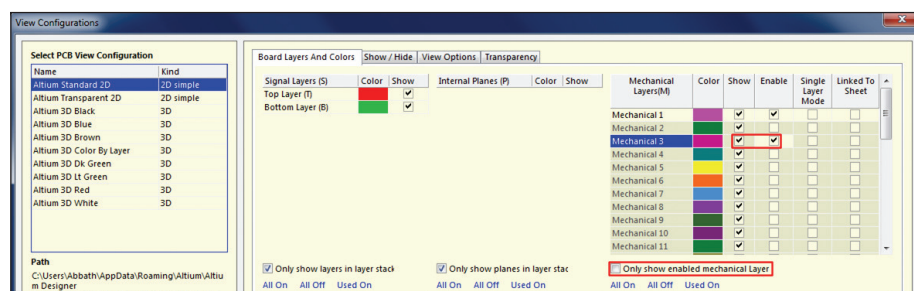 View Configurations
Select PCB View Configuration
Name Kind
Altium Standard 2D 2D simple
Altium Transparent 2D 2D simple
Altium 3D Black 3D
Altium 3D Blue 3D
Altium 3D Brown 3D
Altium 3D Color By Layer 3D
Altium 3D Dk Green 3D
Altium 3D Lt Green 3D
Altium 3D Red 3D
Altium 3D White 3D
Path
C:\Users\Abbath\AppData\Roaming\Altium\Altiu
m Designer
Board Layers And Colors Show / Hide View Options Transparency
Signal Layers (S) Color Show
Top Layer (T)
Bottom Layer (B)
Only show layers in layer stack
All On All Off Used On
Internal Planes (P) Color Show
Only show planes in layer stac
All On All Off Used On
Mechanical Layers(M) Color Show Enable Single Layer Mode Linked To Sheet
Mechanical 1
Mechanical 2
Mechanical 3
Mechanical 4
Mechanical 5
Mechanical 6
Mechanical 7
Mechanical 8
Mechanical 9
Mechanical 10
Mechanical 11
Only show enabled mechanical Layer
All On All Off Used On